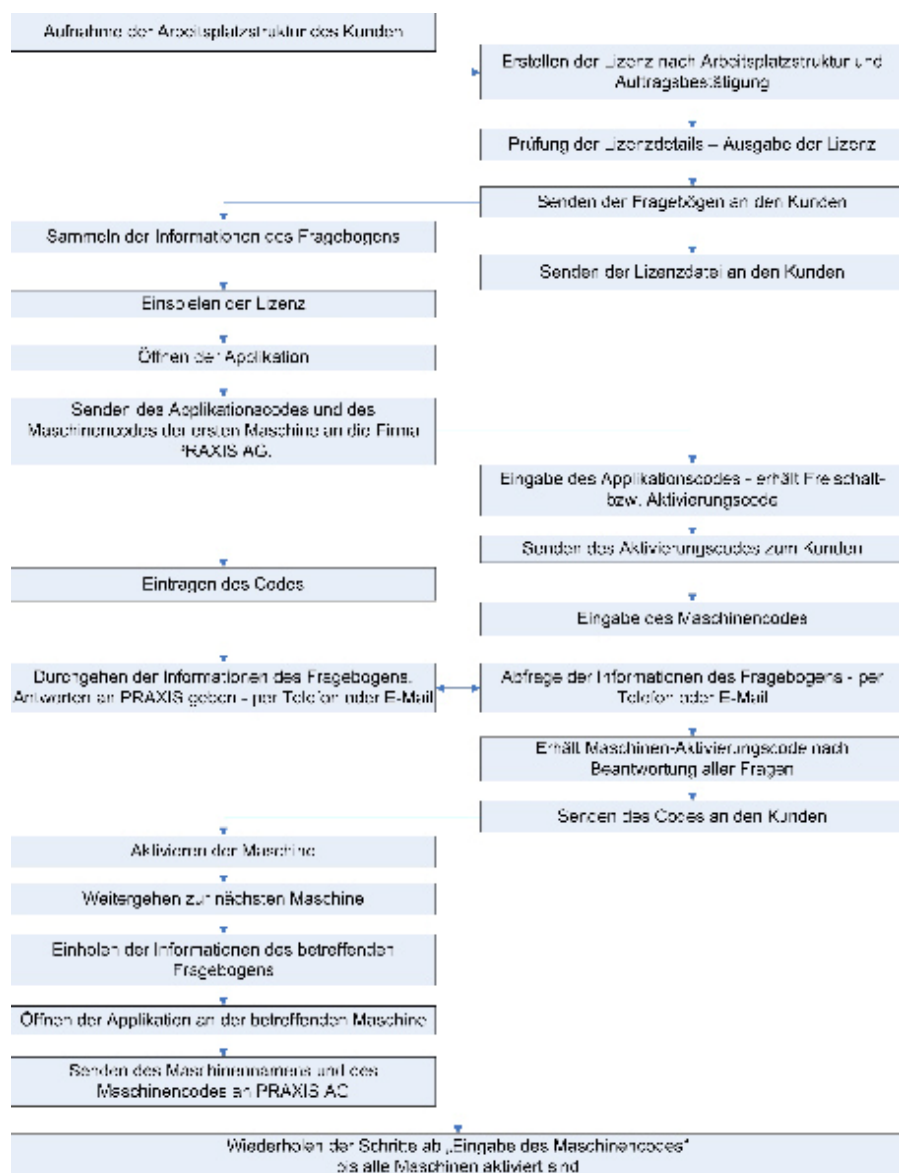 Aufnahme der Arbeitsplatzstruktur des Kunden
Erstellen der Lizenz nach Arbeitsplatzstruktur und
Auftragsbestätigung
Prüfung der Lizenzdetails – Ausgabe der Lizenz
Senden der Fragebögen an den Kunden
Sammeln der Informationen des Fragebogens
Senden der Lizenzdatei an den Kunden
Einspielen der Lizenz
Öffnen der Applikation
Senden des Applikationscodes und des
Maschinencodes der ersten Maschine an die Firma
PRAXIS AG.
Eingabe des Applikationscodes - erhält Freischalt-
bzw. Aktivierungscode
Senden des Aktivierungscodes zum Kunden
Eintragen des Codes
Eingabe des Maschinencodes
Durchgehen der Informationen des Fragebogens.
Antworten an PRAXIS geben - per Telefon oder E-Mail
Abfrage der Informationen des Fragebogens - per
Telefon oder E-Mail
Erhält Maschinen-Aktivierungscode nach
Beantwortung aller Fragen
Senden des Codes an den Kunden
Aktivieren der Maschine
Weitergehen zur nächsten Maschine
Einholen der Informationen des betreffenden
Fragebogens
Öffnen der Applikation an der betreffenden Maschine
Senden des Maschinennamens und des
Maschinencodes an PRAXIS AG
Wiederholen der Schritte ab „Eingabe des Maschinencodes“
bis alle Maschinen aktiviert sind